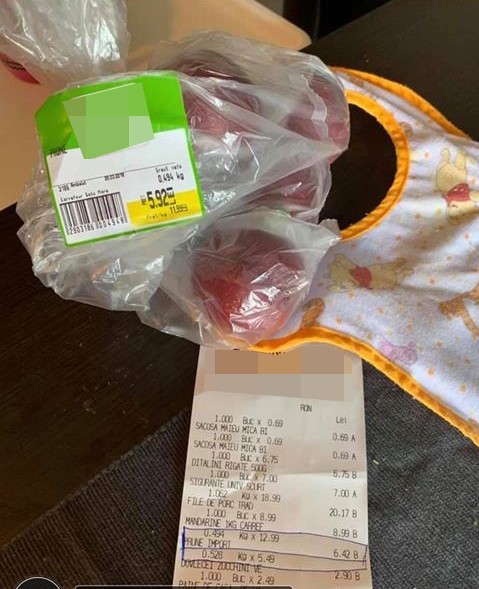 PRUNE
Greut neta
0.494 kg
Carrefour Satu Mare
5.92
Pret/kg 11.99
RON
Lei
1.000 Buc x 0.69
SACOSA MAIEU MICA BI 0.69 A
1.000 Buc x 0.69
SACOSA MAIEU MICA BI 0.69 A
1.000 Buc x 6.75
DITALINI RIGATE 500G 6.75 B
1.000 Buc x 7.00
SIGURANTE UNIV SCURT 7.00 A
1.062 KG x 18.99
FILE DE PORC TRAD 20.17 B
1.000 Buc x 8.99
MANDARINE 1KG CARREF 8.99 B
0.494 KG x 12.99
PRUNE IMPORT 6.42 B
0.528 KG x 5.49
DOVLECEI ZUCCHINI VE 2.90 B
1.000 Buc x 2.49